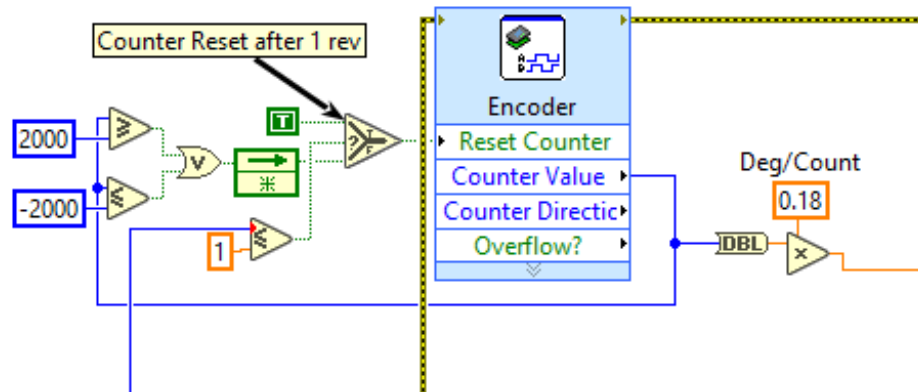 Counter Reset after 1 rev
T
2000
V
-2000
1
? T F
A
B
Encoder
Reset Counter
Counter Value
Counter Directic
Overflow?
Deg/Count
0.18
DBL
x